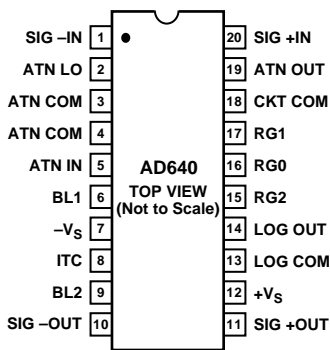 SIG –IN 1 20 SIG +IN
ATN LO 2 19 ATN OUT
ATN COM 3 18 CKT COM
ATN COM 4 17 RG1
ATN IN 5 16 RG0
BL1 6 15 RG2
–VS 7 14 LOG OUT
ITC 8 13 LOG COM
BL2 9 12 +VS
SIG –OUT 10 11 SIG +OUT
AD640
TOP VIEW
(Not to Scale)